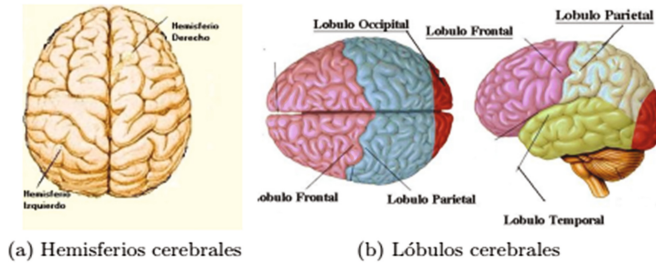 Hemisferio
Derecho
Hemisferio
Izquierdo
(a) Hemisferios cerebrales
Lobulo Occipital
Lobulo Parietal
Lobulo Frontal
.obulo Frontal
Lobulo Parietal
Lobulo Temporal
(b) Lóbulos cerebrales